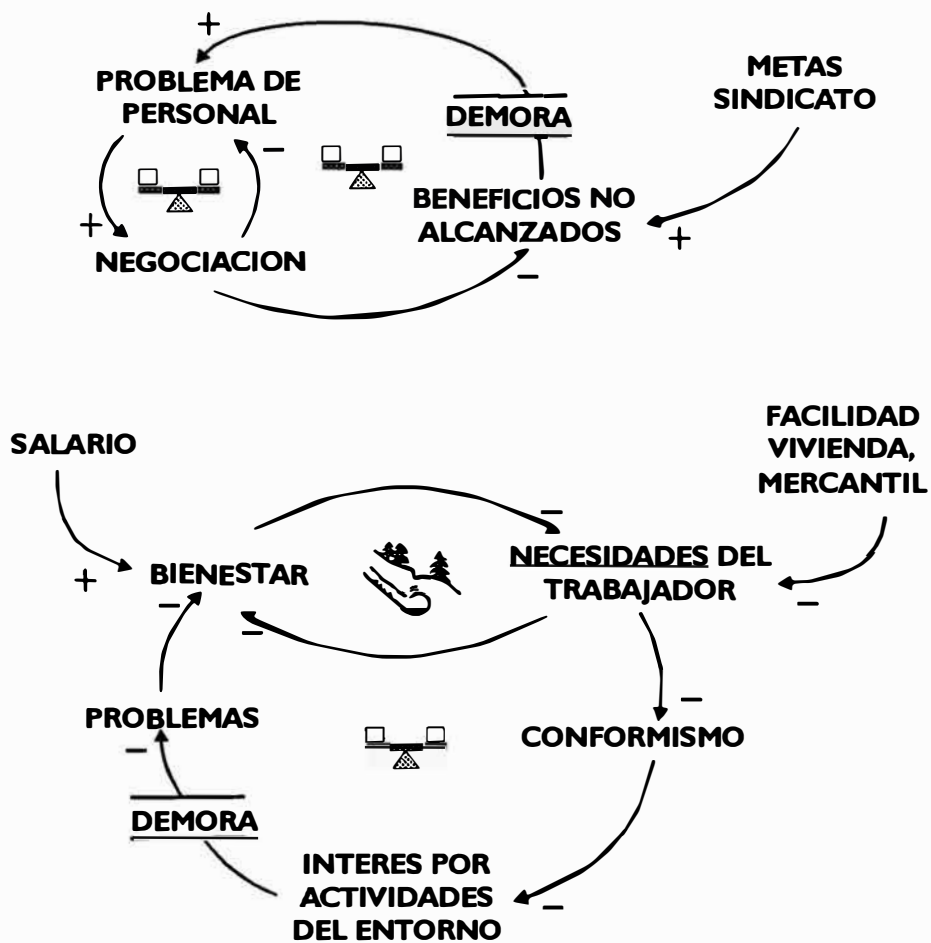 +
PROBLEMA DE
PERSONAL
DEMORA
METAS
SINDICATO
−
BENEFICIOS NO
ALCANZADOS
+
+
NEGOCIACION
−
SALARIO
FACILIDAD
VIVIENDA,
MERCANTIL
−
NECESIDADES DEL
TRABAJADOR
+
BIENESTAR
−
−
−
PROBLEMAS
−
−
CONFORMISMO
DEMORA
INTERES POR
ACTIVIDADES
DEL ENTORNO
−